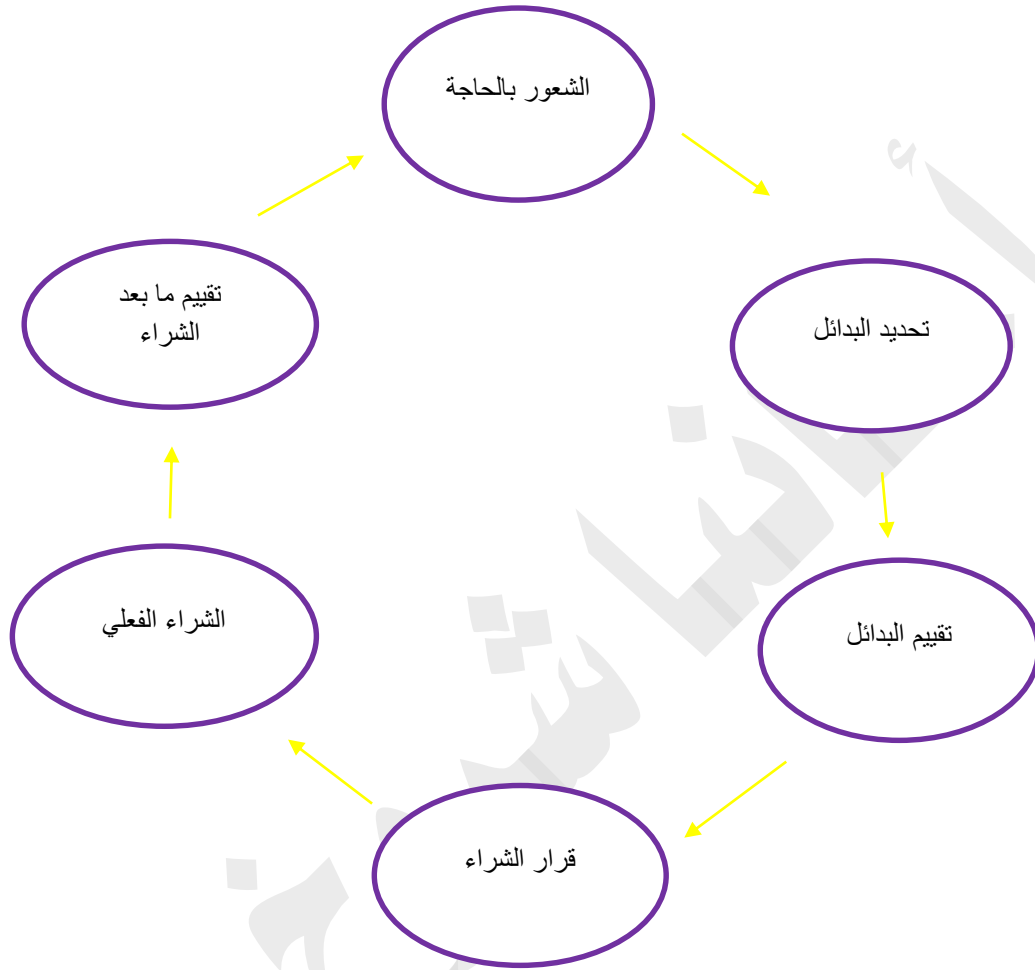 الشعور بالحاجة
تحديد البدائل
تقييم البدائل
قرار الشراء
الشراء الفعلي
تقييم ما بعد
الشراء